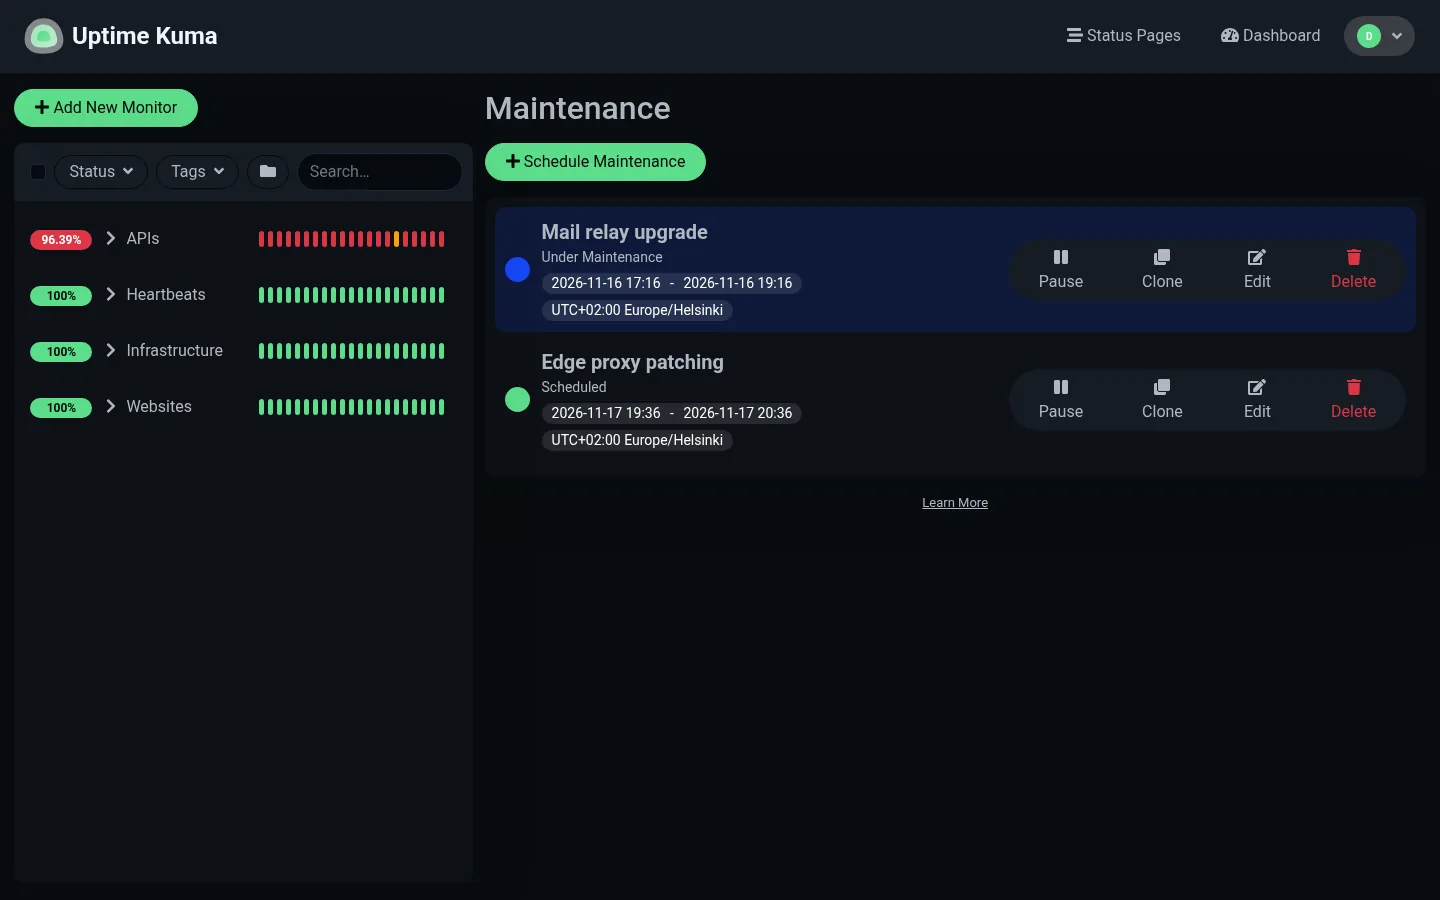 Uptime Kuma
Status Pages
Dashboard
D
Add New Monitor
Status
Tags
Search...
96.39%
APIs
100%
Heartbeats
100%
Infrastructure
100%
Websites
Maintenance
Schedule Maintenance
Mail relay upgrade
Under Maintenance
2026-11-16 17:16 - 2026-11-16 19:16
UTC+02:00 Europe/Helsinki
Pause
Clone
Edit
Delete
Edge proxy patching
Scheduled
2026-11-17 19:36 - 2026-11-17 20:36
UTC+02:00 Europe/Helsinki
Pause
Clone
Edit
Delete
Learn More